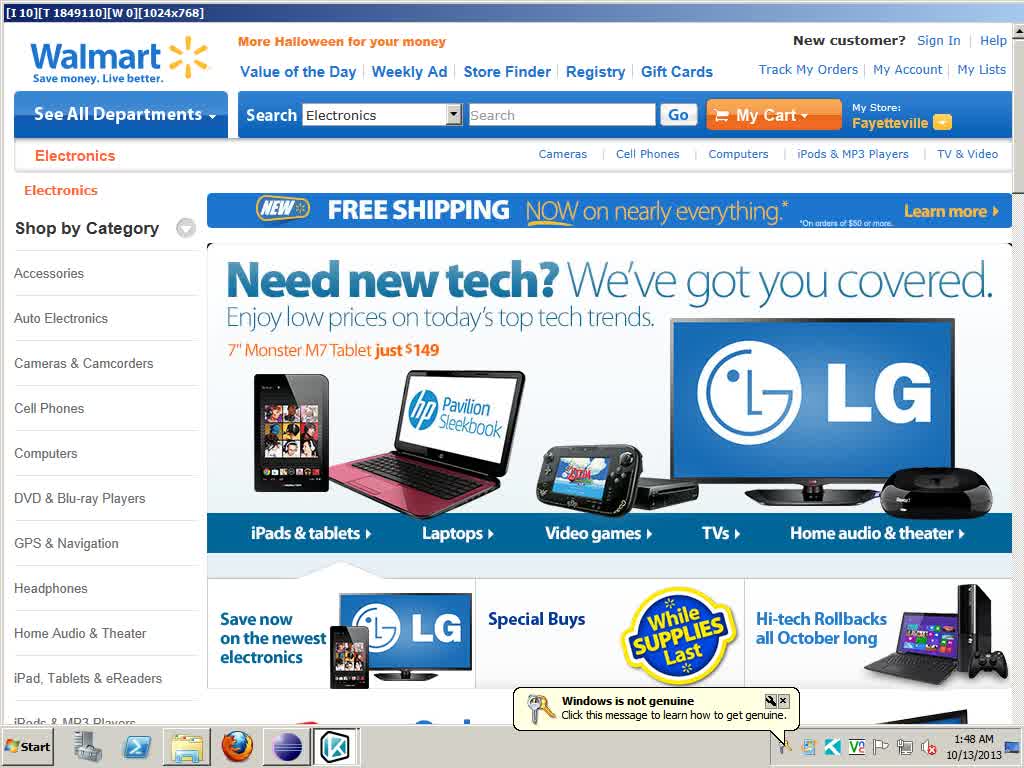 [I 10][T 1849110][W 0][1024x768]
More Halloween for your money
New customer? Sign In Help
Walmart
Save money. Live better.
Value of the Day Weekly Ad Store Finder Registry Gift Cards
Track My Orders My Account My Lists
See All Departments
Search Electronics Search Go My Cart
My Store:
Fayetteville
Electronics
Cameras Cell Phones Computers iPods & MP3 Players TV & Video
Electronics
NEW FREE SHIPPING NOW on nearly everything.* *On orders of $50 or more. Learn more
Shop by Category
Accessories
Auto Electronics
Cameras & Camcorders
Cell Phones
Computers
DVD & Blu-ray Players
GPS & Navigation
Headphones
Home Audio & Theater
iPad, Tablets & eReaders
iPods & MP3 Players
Need new tech? We've got you covered.
Enjoy low prices on today's top tech trends.
7" Monster M7 Tablet just $149
hp Pavilion
Sleekbook
LG
iPads & tablets Laptops Video games TVs Home audio & theater
Save now
on the newest
electronics
LG
Special Buys
While
SUPPLIES
Last
Hi-tech Rollbacks
all October long
Windows is not genuine
Click this message to learn how to get genuine.
Start
1:48 AM
10/13/2013